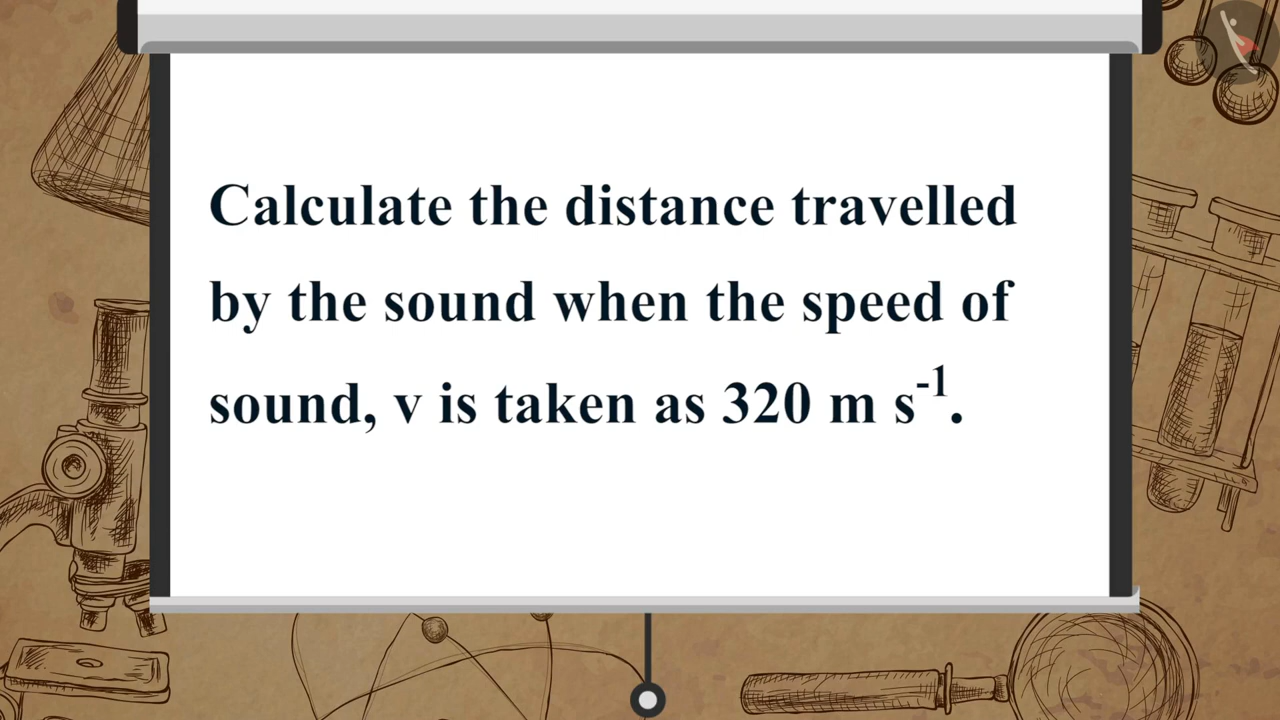 Calculate the distance travelled
by the sound when the speed of
sound, v is taken as 320 m s⁻¹.